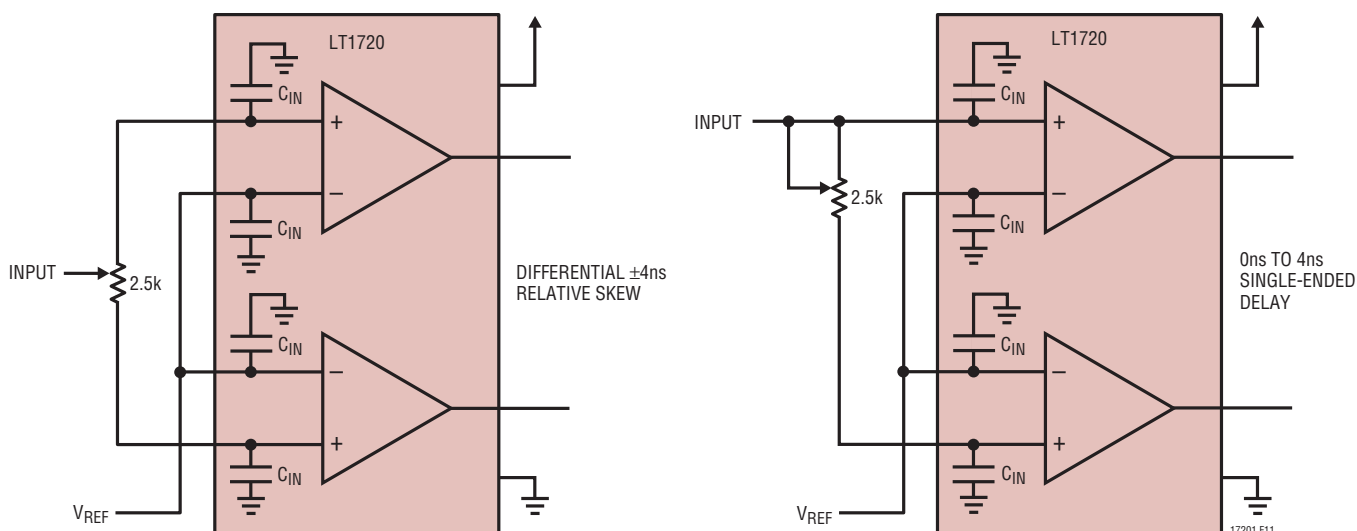 LT1720
C_IN
+
−
C_IN
INPUT
2.5k
DIFFERENTIAL ±4ns
RELATIVE SKEW
C_IN
−
+
C_IN
V_REF
LT1720
C_IN
INPUT
+
2.5k
−
C_IN
0ns TO 4ns
SINGLE-ENDED
DELAY
C_IN
−
+
C_IN
V_REF
17201 F11